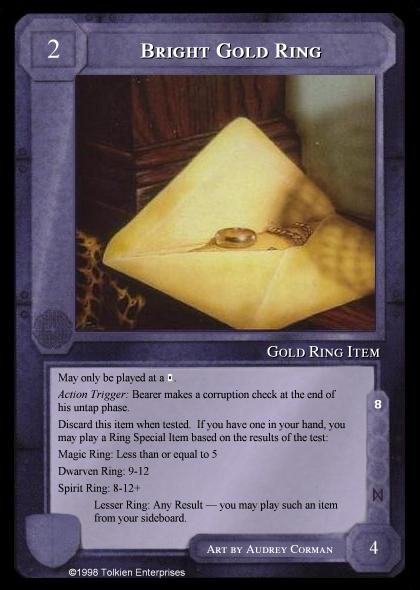 2
BRIGHT GOLD RING
GOLD RING ITEM
May only be played at a .
Action Trigger: Bearer makes a corruption check at the end of
his untap phase.
8
Discard this item when tested. If you have one in your hand, you
may play a Ring Special Item based on the results of the test:
Magic Ring: Less than or equal to 5
Dwarven Ring: 9-12
Spirit Ring: 8-12+
Lesser Ring: Any Result — you may play such an item
from your sideboard.
ART BY AUDREY CORMAN
4
©1998 Tolkien Enterprises